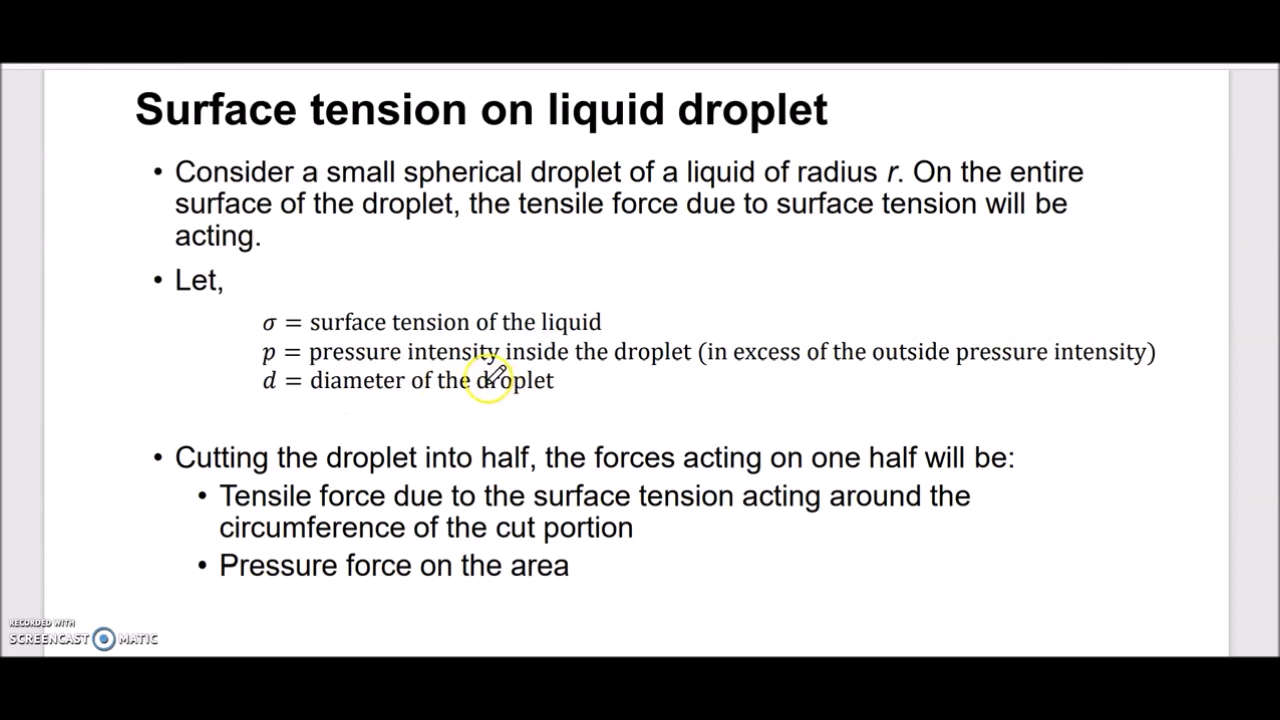 Surface tension on liquid droplet
• Consider a small spherical droplet of a liquid of radius r. On the entire
surface of the droplet, the tensile force due to surface tension will be
acting.
• Let,
σ = surface tension of the liquid
p = pressure intensity inside the droplet (in excess of the outside pressure intensity)
d = diameter of the droplet
• Cutting the droplet into half, the forces acting on one half will be:
• Tensile force due to the surface tension acting around the
circumference of the cut portion
• Pressure force on the area
RECORDED WITH
SCREENCAST MATIC